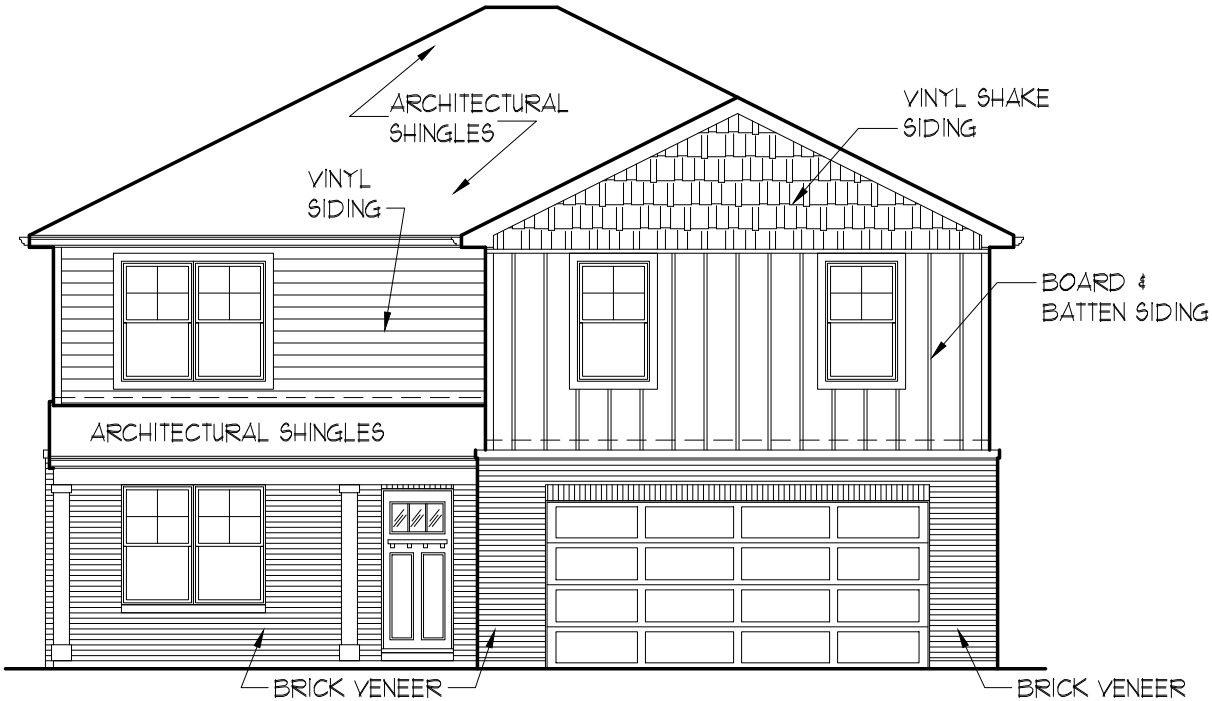 ARCHITECTURAL
SHINGLES
VINYL SHAKE
SIDING
VINYL
SIDING
BOARD &
BATTEN SIDING
ARCHITECTURAL SHINGLES
BRICK VENEER
BRICK VENEER